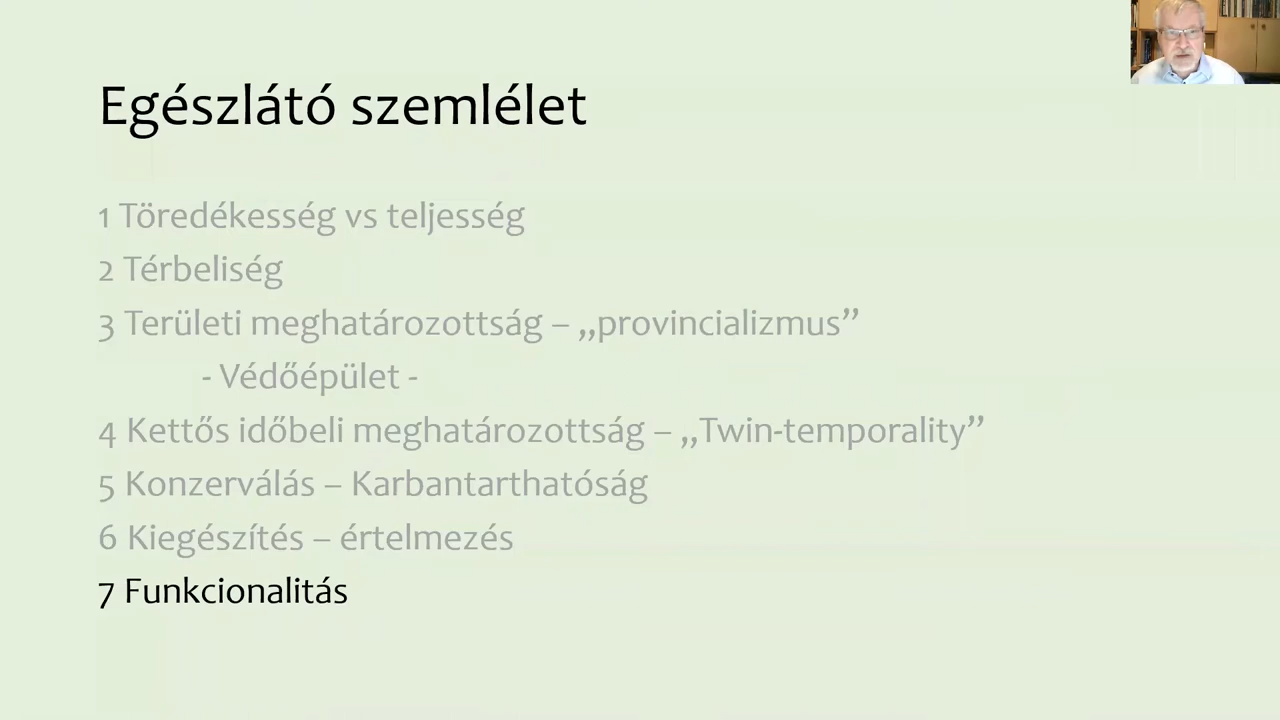 Egészlátó szemlélet
1 Töredékesség vs teljesség
2 Térbeliség
3 Területi meghatározottság – „provincializmus”
- Védőépület -
4 Kettős időbeli meghatározottság – „Twin-temporality”
5 Konzerválás – Karbantarthatóság
6 Kiegészítés – értelmezés
7 Funkcionalitás